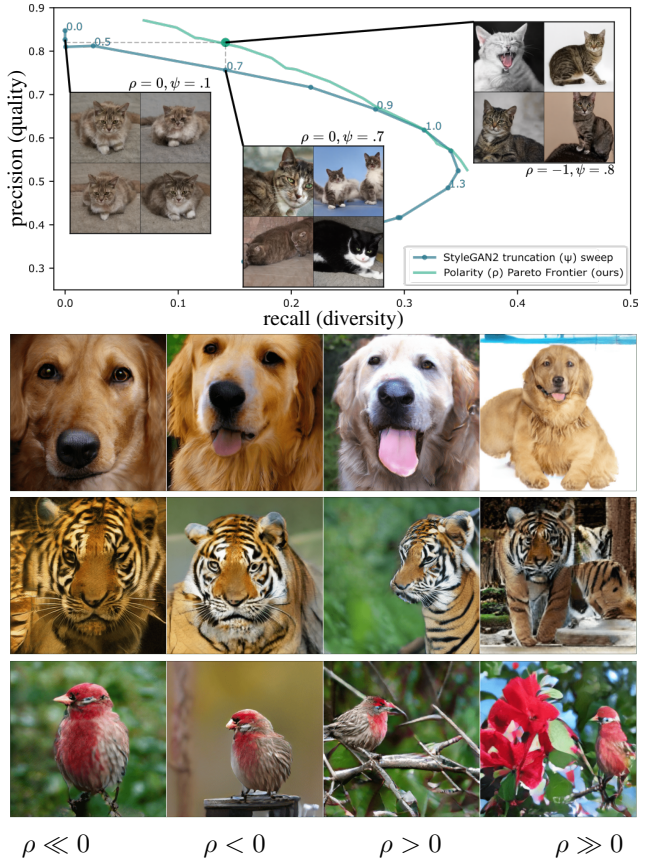 0.9
0.8
0.7
0.6
0.5
0.4
0.3
precision (quality)
0.0
0.5
0.7
0.9
1.0
1.3
ρ = 0, ψ = .1
ρ = 0, ψ = .7
ρ = −1, ψ = .8
StyleGAN2 truncation (ψ) sweep
Polarity (ρ) Pareto Frontier (ours)
0.0 0.1 0.2 0.3 0.4 0.5
recall (diversity)
ρ ≪ 0 ρ < 0 ρ > 0 ρ ≫ 0